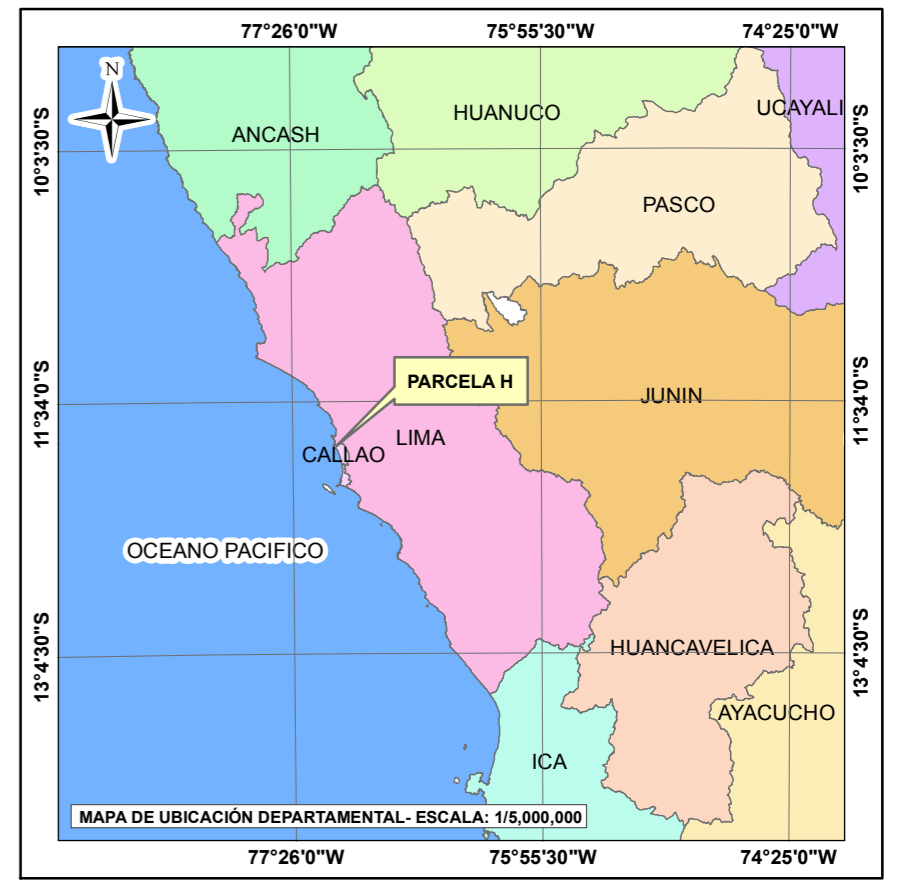 77°26'0"W 75°55'30"W 74°25'0"W
N
UCAYALI
HUANUCO
ANCASH
10°3'30"S 10°3'30"S
PASCO
PARCELA H
JUNIN
11°34'0"S 11°34'0"S
LIMA
CALLAO
OCEANO PACIFICO
13°4'30"S 13°4'30"S
HUANCAVELICA
AYACUCHO
ICA
MAPA DE UBICACIÓN DEPARTAMENTAL- ESCALA: 1/5,000,000
77°26'0"W 75°55'30"W 74°25'0"W